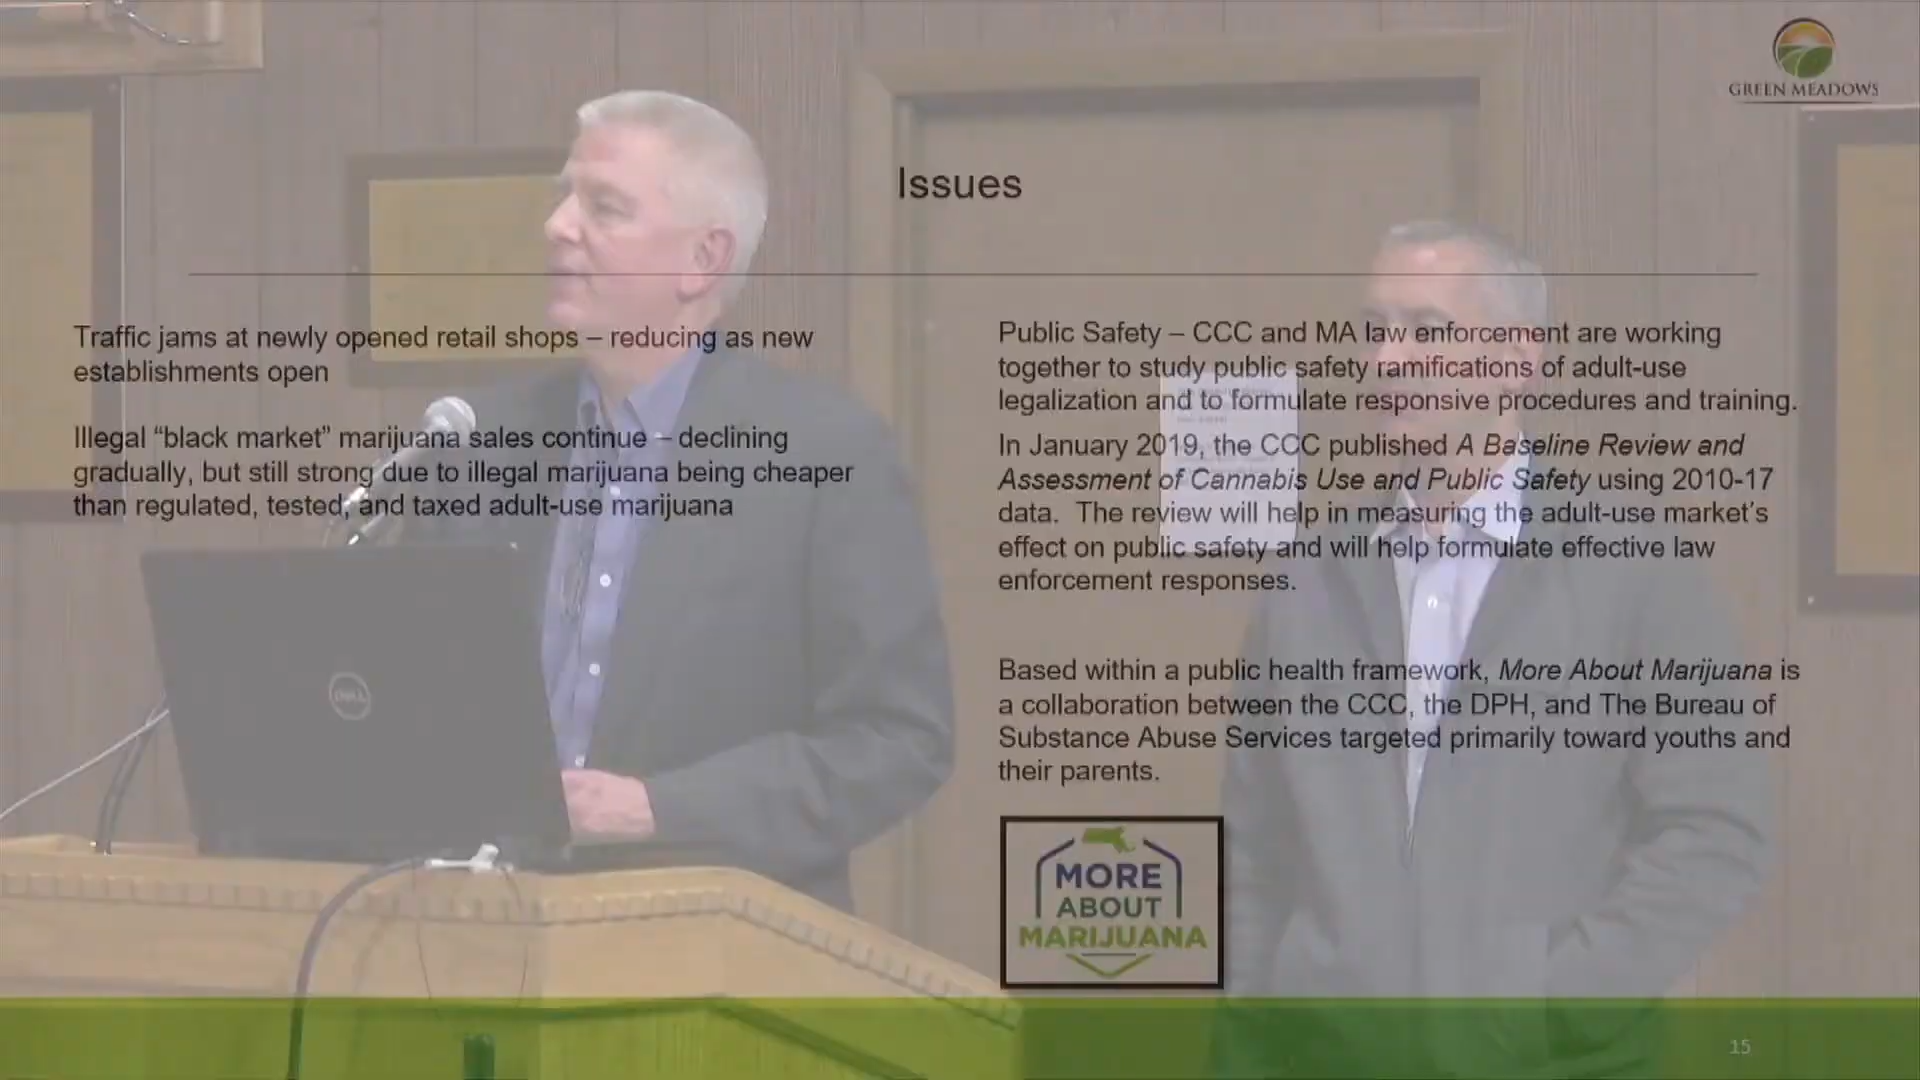 GREEN MEADOWS
Issues
Traffic jams at newly opened retail shops – reducing as new
establishments open
Illegal “black market” marijuana sales continue – declining
gradually, but still strong due to illegal marijuana being cheaper
than regulated, tested, and taxed adult-use marijuana
Public Safety – CCC and MA law enforcement are working
together to study public safety ramifications of adult-use
legalization and to formulate responsive procedures and training.
In January 2019, the CCC published A Baseline Review and
Assessment of Cannabis Use and Public Safety using 2010-17
data.  The review will help in measuring the adult-use market’s
effect on public safety and will help formulate effective law
enforcement responses.
Based within a public health framework, More About Marijuana is
a collaboration between the CCC, the DPH, and The Bureau of
Substance Abuse Services targeted primarily toward youths and
their parents.
DELL
MORE
ABOUT
MARIJUANA
15